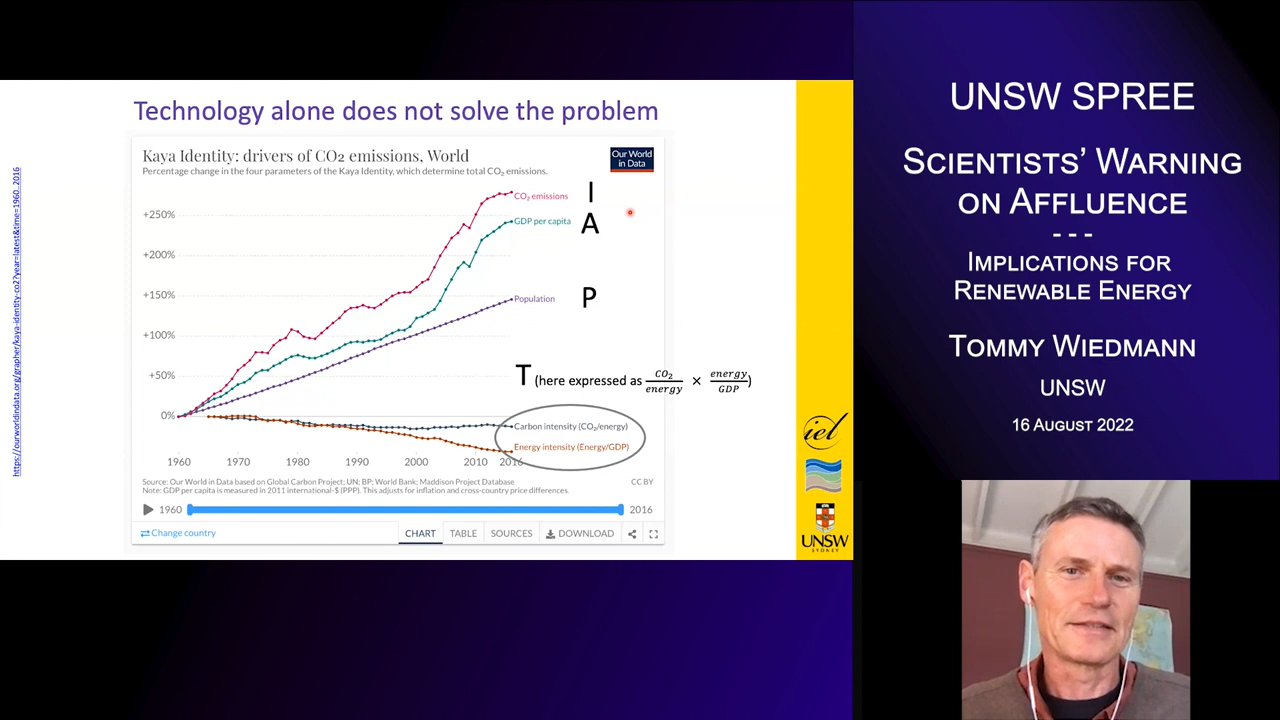 Technology alone does not solve the problem
https://ourworldindata.org/grapher/kaya-identity-co2?year=latest&time=1960..2016
Kaya Identity: drivers of CO2 emissions, World
Percentage change in the four parameters of the Kaya Identity, which determine total CO₂ emissions.
Our World
in Data
+250%
+200%
+150%
+100%
+50%
0%
CO₂ emissions
I
GDP per capita
A
Population
P
T (here expressed as CO₂/energy × energy/GDP)
Carbon intensity (CO₂/energy)
Energy intensity (Energy/GDP)
1960 1970 1980 1990 2000 2010 2016
Source: Our World in Data based on Global Carbon Project; UN; BP; World Bank; Maddison Project Database
CC BY
Note: GDP per capita is measured in 2011 international-$ (PPP). This adjusts for inflation and cross-country price differences.
1960 2016
Change country
CHART TABLE SOURCES DOWNLOAD
iel
UNSW
SYDNEY
UNSW SPREE
SCIENTISTS' WARNING
ON AFFLUENCE
- - -
IMPLICATIONS FOR
RENEWABLE ENERGY
TOMMY WIEDMANN
UNSW
16 AUGUST 2022